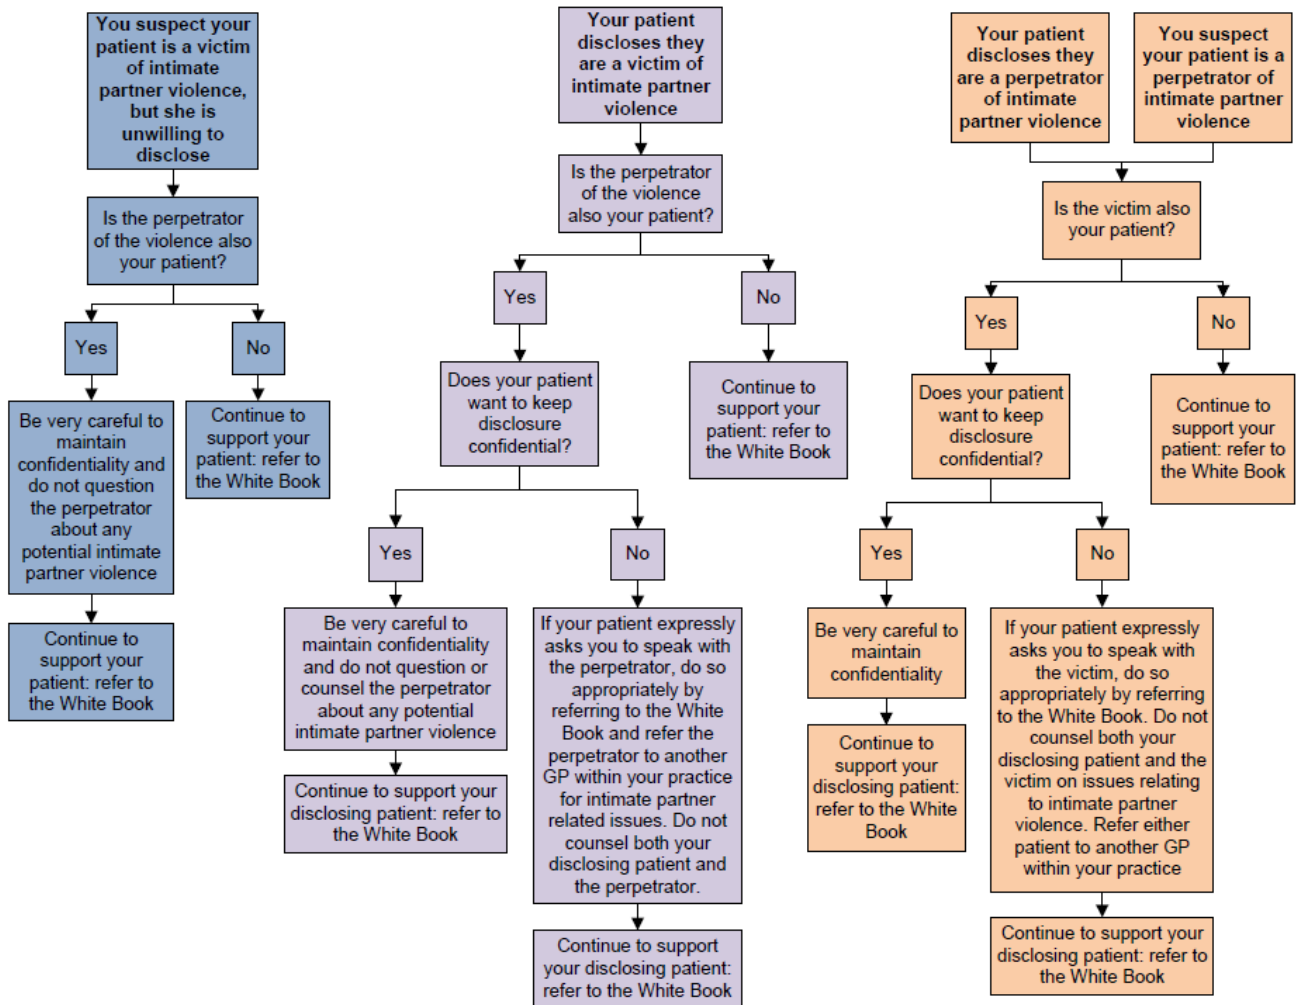 You suspect your
patient is a victim
of intimate
partner violence,
but she is
unwilling to
disclose
Is the perpetrator
of the violence also
your patient?
Yes
No
Be very careful to
maintain
confidentiality and
do not question
the perpetrator
about any
potential intimate
partner violence
Continue to
support your
patient: refer to
the White Book
Continue to
support your
patient: refer to
the White Book
Your patient
discloses they
are a victim of
intimate partner
violence
Is the perpetrator
of the violence
also your patient?
Yes
No
Does your patient
want to keep
disclosure
confidential?
Continue to
support your
patient: refer to
the White Book
Yes
No
Be very careful to
maintain confidentiality
and do not question or
counsel the perpetrator
about any potential
intimate partner violence
Continue to support your
disclosing patient: refer to
the White Book
If your patient expressly
asks you to speak with
the perpetrator, do so
appropriately by
referring to the White
Book and refer the
perpetrator to another
GP within your practice
for intimate partner
related issues. Do not
counsel both your
disclosing patient and
the perpetrator.
Continue to support
your disclosing patient:
refer to the White Book
Your patient
discloses they
are a perpetrator
of intimate
partner violence
You suspect
your patient is a
perpetrator of
intimate partner
violence
Is the victim also
your patient?
Yes
No
Does your patient
want to keep
disclosure
confidential?
Continue to
support your
patient: refer to
the White Book
Yes
No
Be very careful to
maintain
confidentiality
Continue to
support your
disclosing patient:
refer to the White
Book
If your patient expressly
asks you to speak with
the victim, do so
appropriately by referring
to the White Book. Do not
counsel both your
disclosing patient and the
victim on issues relating
to intimate partner
violence. Refer either
patient to another GP
within your practice
Continue to support your
disclosing patient: refer to
the White Book